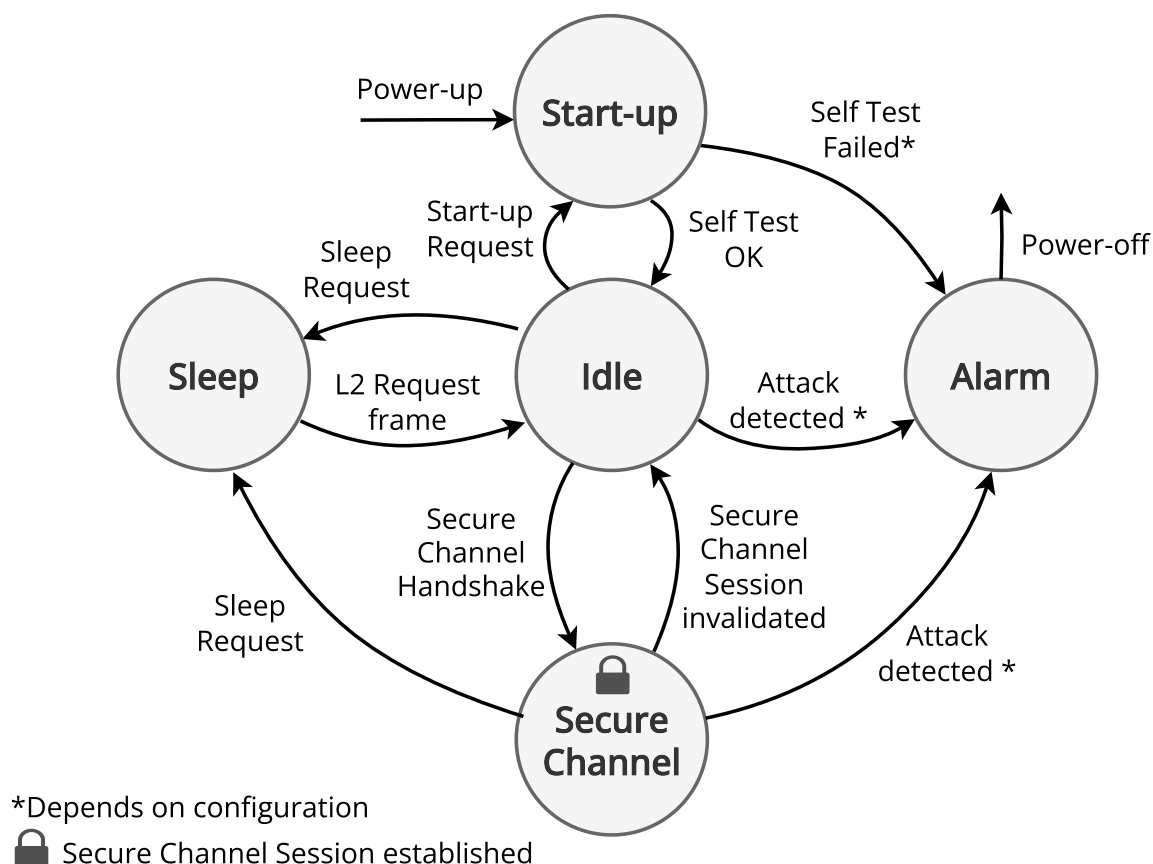 Power-up
Start-up
Self Test
Failed*
Start-up
Request
Self Test
OK
Power-off
Sleep
Request
Sleep
Idle
Alarm
L2 Request
frame
Attack
detected *
Secure
Channel
Handshake
Secure
Channel
Session
invalidated
Sleep
Request
Attack
detected *
Secure
Channel
*Depends on configuration
Secure Channel Session established